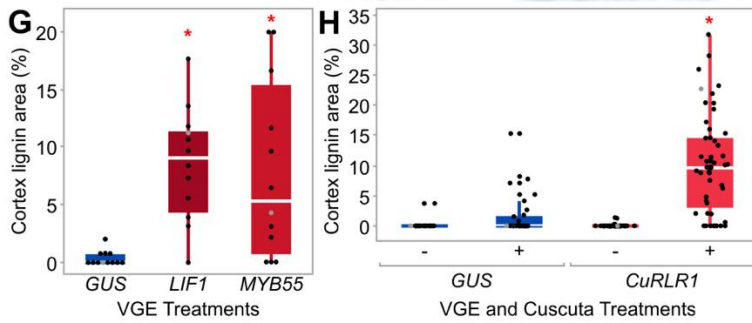 G
Cortex lignin area (%)
20
15
10
5
0
*
*
GUS LIF1 MYB55
VGE Treatments
H
Cortex lignin area (%)
35
30
25
20
15
10
5
0
*
- + - +
GUS CuRLR1
VGE and Cuscuta Treatments